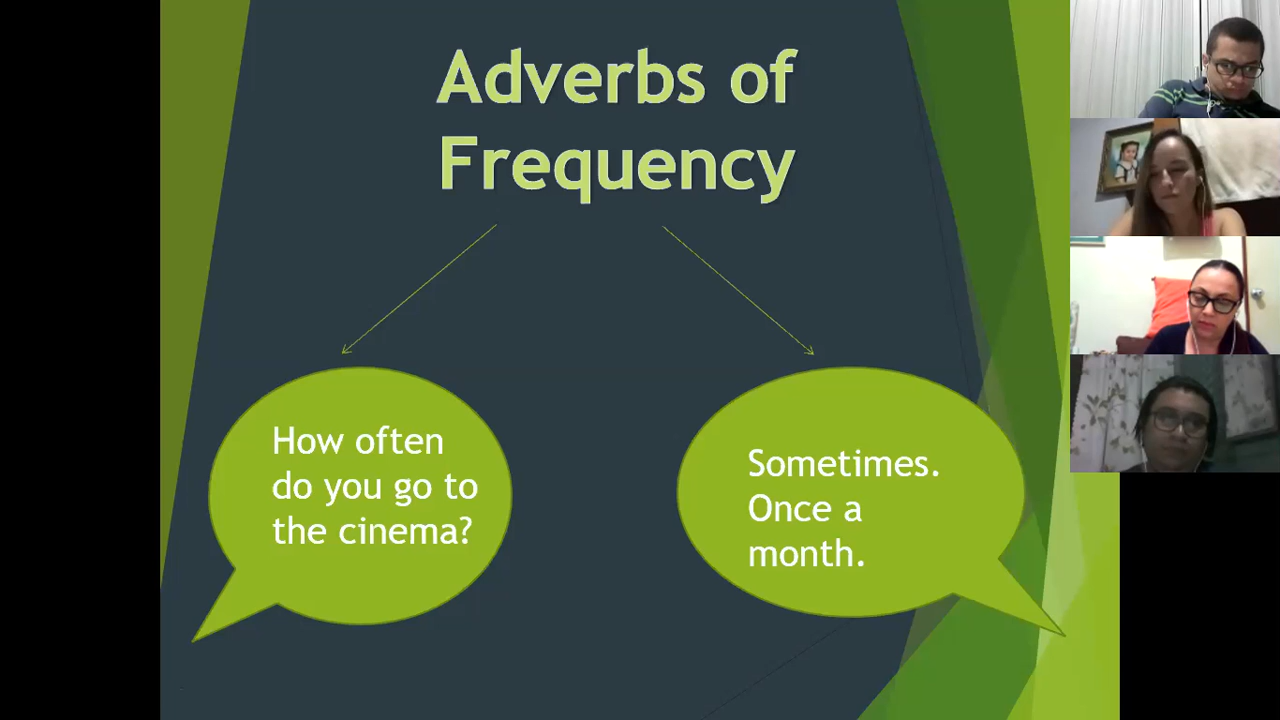 Adverbs of
Frequency
How often
do you go to
the cinema?
Sometimes.
Once a
month.